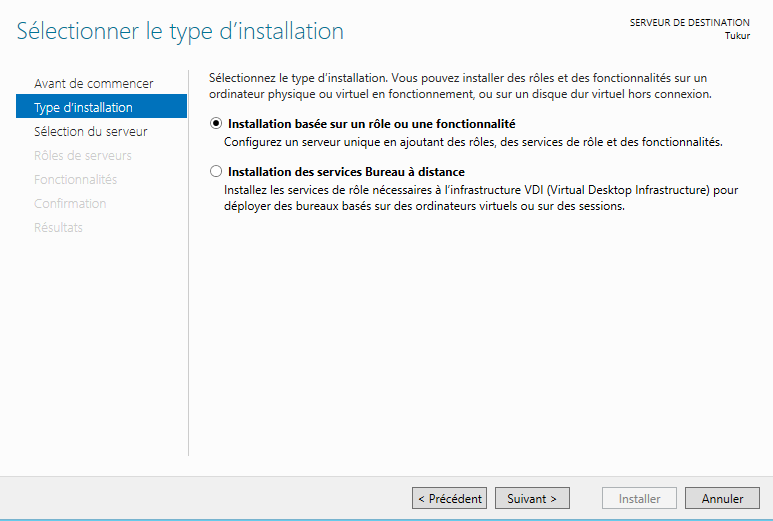 Sélectionner le type d’installation
SERVEUR DE DESTINATION
Tukur
Avant de commencer
Type d’installation
Sélection du serveur
Rôles de serveurs
Fonctionnalités
Confirmation
Résultats
Sélectionnez le type d’installation. Vous pouvez installer des rôles et des fonctionnalités sur un
ordinateur physique ou virtuel en fonctionnement, ou sur un disque dur virtuel hors connexion.
Installation basée sur un rôle ou une fonctionnalité
Configurez un serveur unique en ajoutant des rôles, des services de rôle et des fonctionnalités.
Installation des services Bureau à distance
Installez les services de rôle nécessaires à l’infrastructure VDI (Virtual Desktop Infrastructure) pour
déployer des bureaux basés sur des ordinateurs virtuels ou sur des sessions.
< Précédent
Suivant >
Installer
Annuler